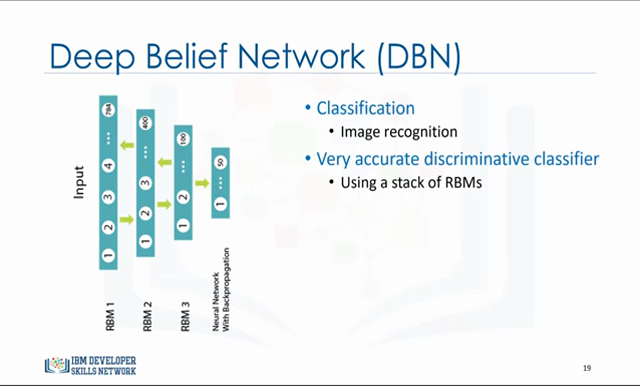 Deep Belief Network (DBN)
• Classification
• Image recognition
• Very accurate discriminative classifier
• Using a stack of RBMs
Input
1 2 3 4 ••• 784
RBM 1
1 2 3 ••• 400
RBM 2
1 2 ••• 100
RBM 3
1 ••• 50
Neural Network
With Backpropagation
IBM DEVELOPER
SKILLS NETWORK
19